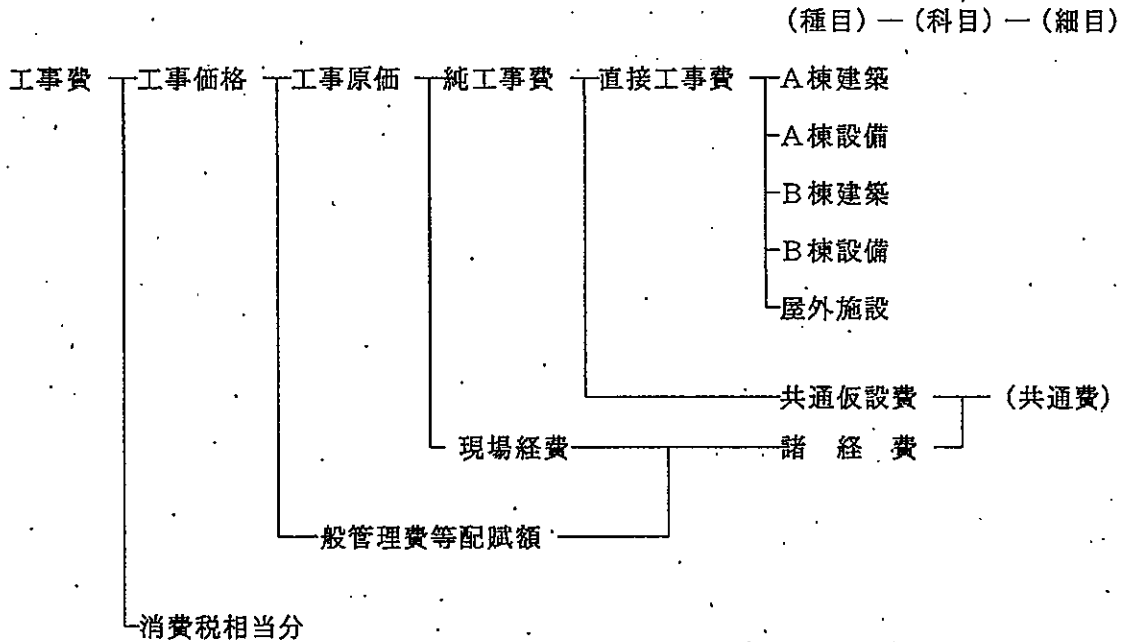 (種目) ― (科目) ― (細目)
工事費 工事価格 工事原価 純工事費 直接工事費 A棟建築
A棟設備
B棟建築
B棟設備
屋外施設
共通仮設費 (共通費)
現場経費 諸 経 費
一般管理費等配賦額
消費税相当分